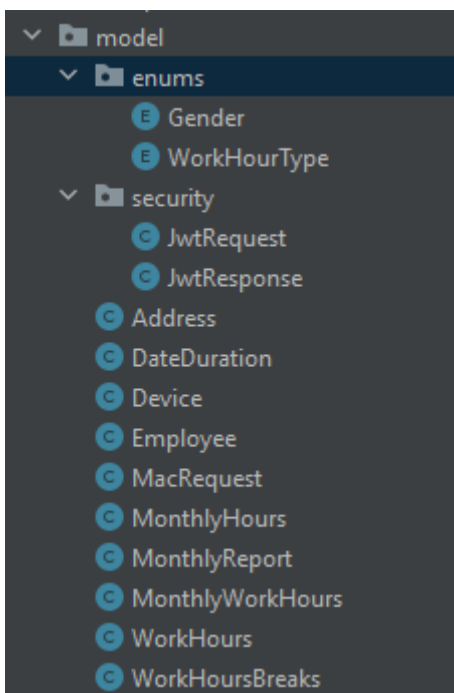 model
enums
E Gender
E WorkHourType
security
C JwtRequest
C JwtResponse
C Address
C DateDuration
C Device
C Employee
C MacRequest
C MonthlyHours
C MonthlyReport
C MonthlyWorkHours
C WorkHours
C WorkHoursBreaks